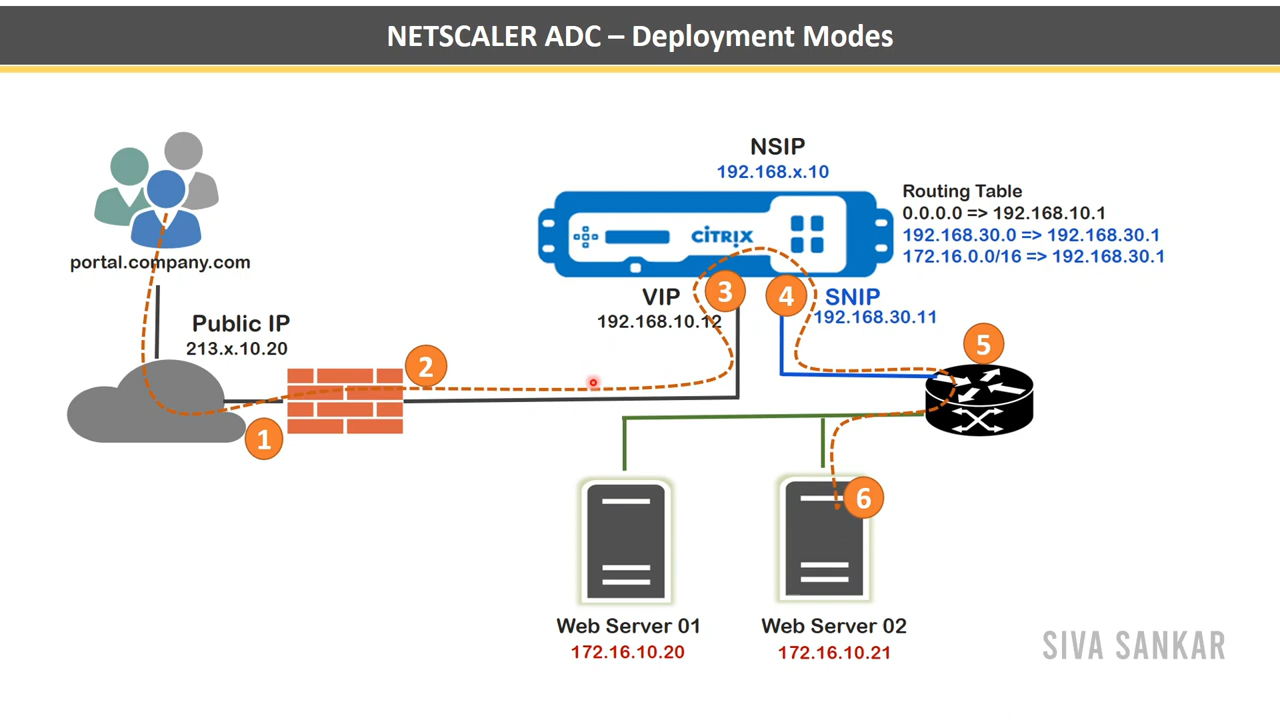 NETSCALER ADC – Deployment Modes
NSIP
192.168.x.10
Routing Table
0.0.0.0 => 192.168.10.1
192.168.30.0 => 192.168.30.1
172.16.0.0/16 => 192.168.30.1
CITRIX
portal.company.com
VIP
192.168.10.12
3
4
SNIP
192.168.30.11
Public IP
213.x.10.20
2
5
1
6
Web Server 01
172.16.10.20
Web Server 02
172.16.10.21
SIVA SANKAR